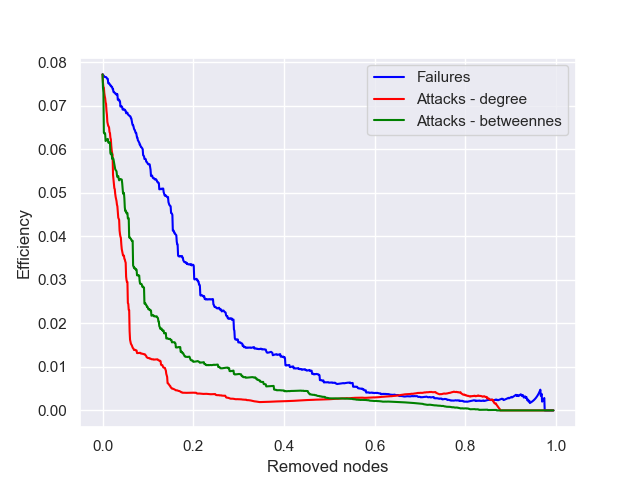 0.08
0.07
0.06
0.05
0.04
0.03
0.02
0.01
0.00
Efficiency
Failures
Attacks - degree
Attacks - betweennes
0.0 0.2 0.4 0.6 0.8 1.0
Removed nodes